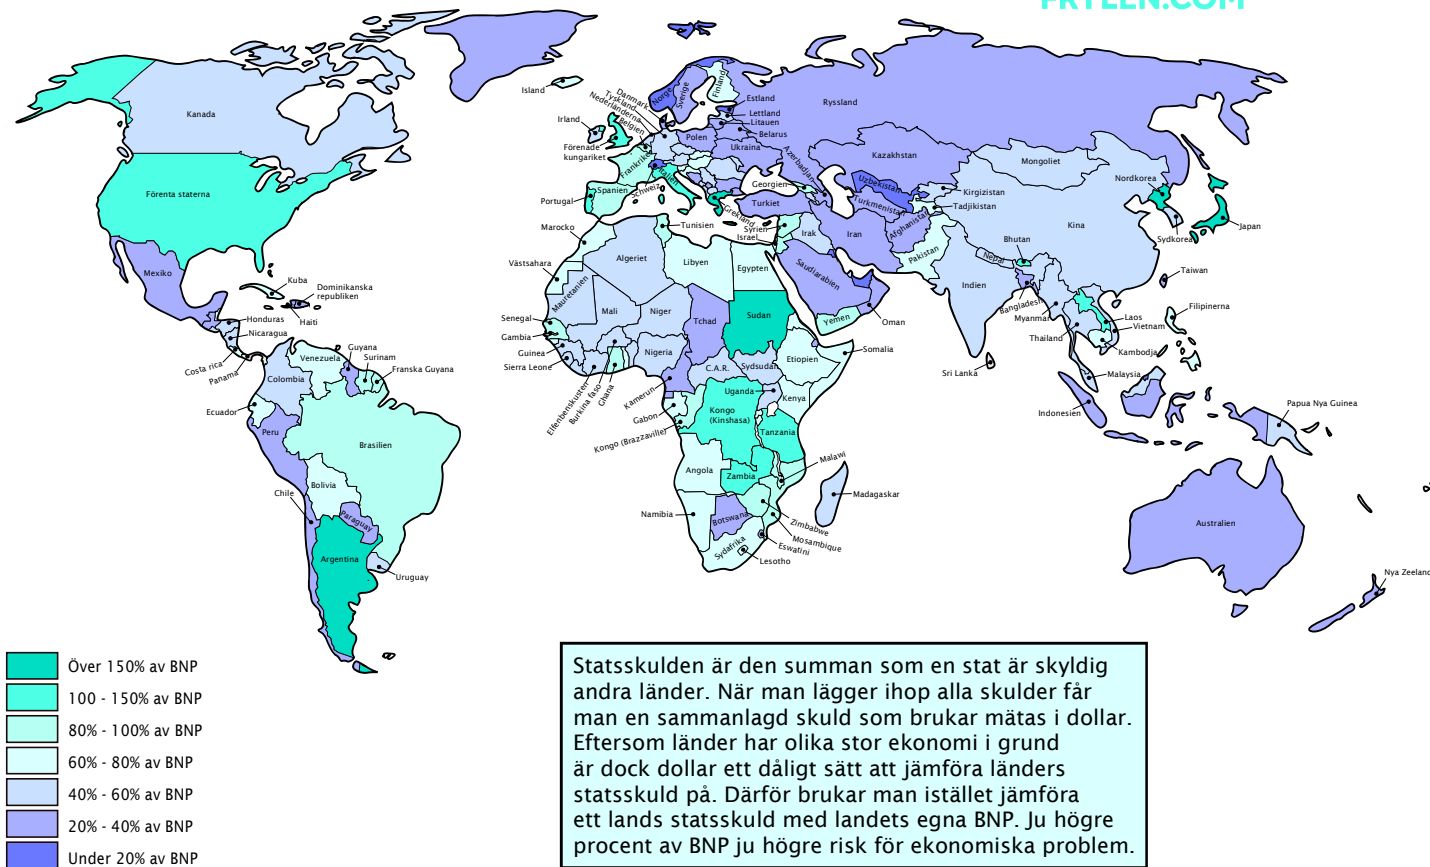 FRYLEN.COM
Island
Irland
Förenade
kungariket
Danmark
Tyskland
Nederländerna
Belgien
Frankrike
Schweiz
Italien
Spanien
Portugal
Norge
Sverige
Finland
Estland
Lettland
Litauen
Belarus
Polen
Ukraina
Ryssland
Grekland
Turkiet
Georgien
Azerbadjan
Kazakhstan
Uzbekistan
Turkmenistan
Kirgizistan
Tadjikistan
Afghanistan
Pakistan
Iran
Irak
Syrien
Israel
Saudiarabien
Yemen
Oman
Mongoliet
Kina
Nordkorea
Sydkorea
Japan
Taiwan
Bhutan
Nepal
Indien
Bangladesh
Myanmar
Thailand
Laos
Vietnam
Kambodja
Filipinerna
Malaysia
Indonesien
Sri Lanka
Papua Nya Guinea
Australien
Nya Zeeland
Kanada
Förenta staterna
Mexiko
Kuba
Dominikanska
republiken
Haiti
Honduras
Nicaragua
Costa rica
Panama
Venezuela
Guyana
Surinam
Franska Guyana
Colombia
Ecuador
Peru
Brasilien
Bolivia
Chile
Paraguay
Argentina
Uruguay
Marocko
Västsahara
Mauretanien
Algeriet
Tunisien
Libyen
Egypten
Senegal
Gambia
Guinea
Sierra Leone
Elfenbenskusten
Burkina faso
Ghana
Mali
Niger
Nigeria
Tchad
Sudan
Sydsudan
C.A.R.
Etiopien
Somalia
Kamerun
Gabon
Kongo (Brazzaville)
Kongo
(Kinshasa)
Uganda
Kenya
Tanzania
Angola
Zambia
Malawi
Namibia
Botswana
Zimbabwe
Mosambique
Eswatini
Lesotho
Sydafrika
Madagaskar
Över 150% av BNP
100 - 150% av BNP
80% - 100% av BNP
60% - 80% av BNP
40% - 60% av BNP
20% - 40% av BNP
Under 20% av BNP
Statsskulden är den summan som en stat är skyldig
andra länder. När man lägger ihop alla skulder får
man en sammanlagd skuld som brukar mätas i dollar.
Eftersom länder har olika stor ekonomi i grund
är dock dollar ett dåligt sätt att jämföra länders
statsskuld på. Därför brukar man istället jämföra
ett lands statsskuld med landets egna BNP. Ju högre
procent av BNP ju högre risk för ekonomiska problem.